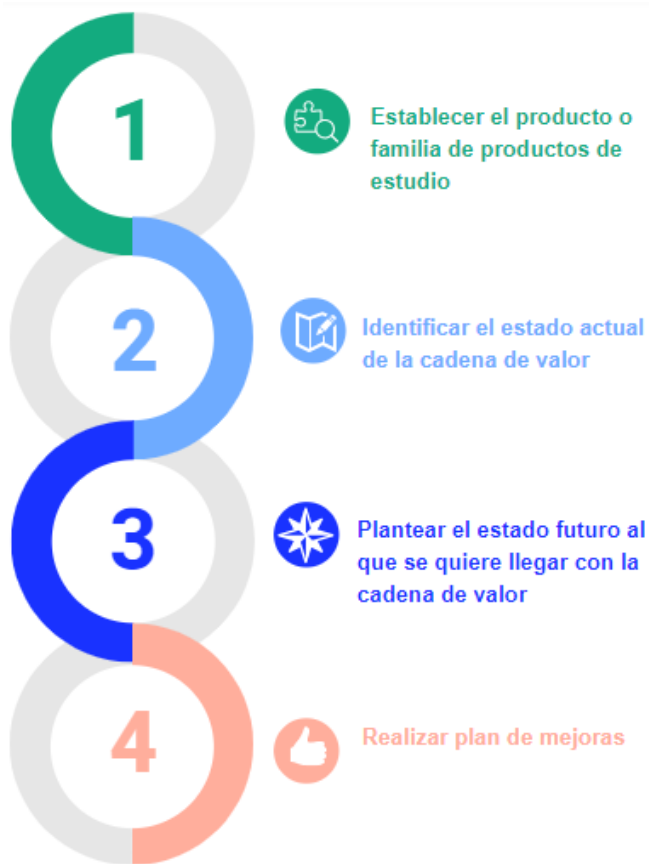 1
Establecer el producto o
familia de productos de
estudio
2
Identificar el estado actual
de la cadena de valor
3
Plantear el estado futuro al
que se quiere llegar con la
cadena de valor
4
Realizar plan de mejoras